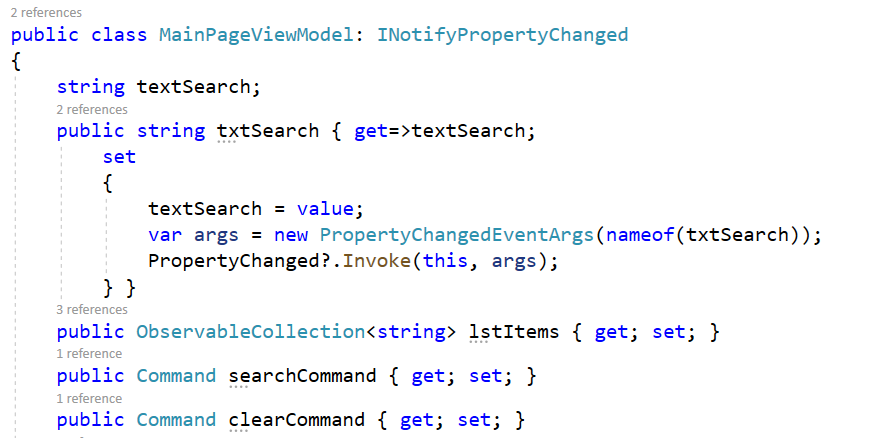 2 references
public class MainPageViewModel: INotifyPropertyChanged
{
string textSearch;
2 references
public string txtSearch { get=>textSearch;
set
{
textSearch = value;
var args = new PropertyChangedEventArgs(nameof(txtSearch));
PropertyChanged?.Invoke(this, args);
} }
3 references
public ObservableCollection<string> lstItems { get; set; }
1 reference
public Command searchCommand { get; set; }
1 reference
public Command clearCommand { get; set; }